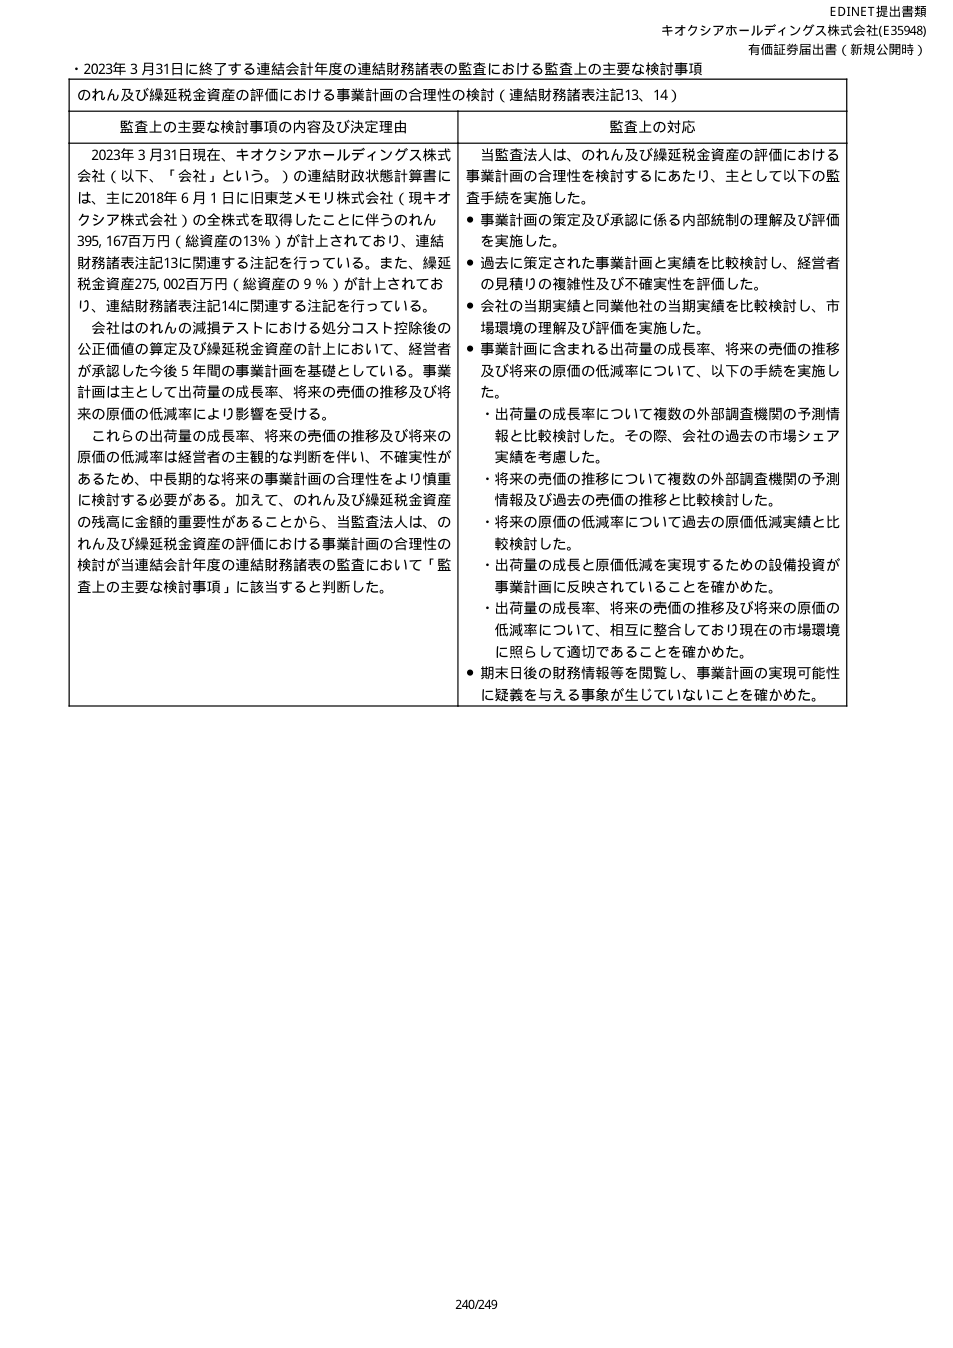 EDINET提出書類
キオクシアホールディングス株式会社(E35948)
有価証券届出書（新規公開時）
・2023年３月31日に終了する連結会計年度の連結財務諸表の監査における監査上の主要な検討事項
のれん及び繰延税金資産の評価における事業計画の合理性の検討（連結財務諸表注記13、14）
監査上の主要な検討事項の内容及び決定理由
2023年３月31日現在、キオクシアホールディングス株式
会社（以下、「会社」という。）の連結財政状態計算書に
は、主に2018年６月１日に旧東芝メモリ株式会社（現キオ
クシア株式会社）の全株式を取得したことに伴うのれん
395,167百万円（総資産の13%）が計上されており、連結
財務諸表注記13に関連する注記を行っている。また、繰延
税金資産275,002百万円（総資産の９％）が計上されてお
り、連結財務諸表注記14に関連する注記を行っている。
会社はのれんの減損テストにおける処分コスト控除後の
公正価値の算定及び繰延税金資産の計上において、経営者
が承認した今後５年間の事業計画を基礎としている。事業
計画は主として出荷量の成長率、将来の売価の推移及び将
来の原価の低減率により影響を受ける。
これらの出荷量の成長率、将来の売価の推移及び将来の
原価の低減率は経営者の主観的な判断を伴い、不確実性が
あるため、中長期的な将来の事業計画の合理性をより慎重
に検討する必要がある。加えて、のれん及び繰延税金資産
の残高に金額的重要性があることから、当監査法人は、の
れん及び繰延税金資産の評価における事業計画の合理性の
検討が当連結会計年度の連結財務諸表の監査において「監
査上の主要な検討事項」に該当すると判断した。
監査上の対応
当監査法人は、のれん及び繰延税金資産の評価における
事業計画の合理性を検討するにあたり、主として以下の監
査手続を実施した。
● 事業計画の策定及び承認に係る内部統制の理解及び評価
を実施した。
● 過去に策定された事業計画と実績を比較検討し、経営者
の見積りの複雑性及び不確実性を評価した。
● 会社の当期実績と同業他社の当期実績を比較検討し、市
場環境の理解及び評価を実施した。
● 事業計画に含まれる出荷量の成長率、将来の売価の推移
及び将来の原価の低減率について、以下の手続を実施し
た。
・出荷量の成長率について複数の外部調査機関の予測情
報と比較検討した。その際、会社の過去の市場シェア
実績を考慮した。
・将来の売価の推移について複数の外部調査機関の予測
情報及び過去の売価の推移と比較検討した。
・将来の原価の低減率について過去の原価低減実績と比
較検討した。
・出荷量の成長と原価低減を実現するための設備投資が
事業計画に反映されていることを確かめた。
・出荷量の成長率、将来の売価の推移及び将来の原価の
低減率について、相互に整合しており現在の市場環境
に照らして適切であることを確かめた。
● 期末日後の財務情報等を閲覧し、事業計画の実現可能性
に疑義を与える事象が生じていないことを確かめた。
240/249